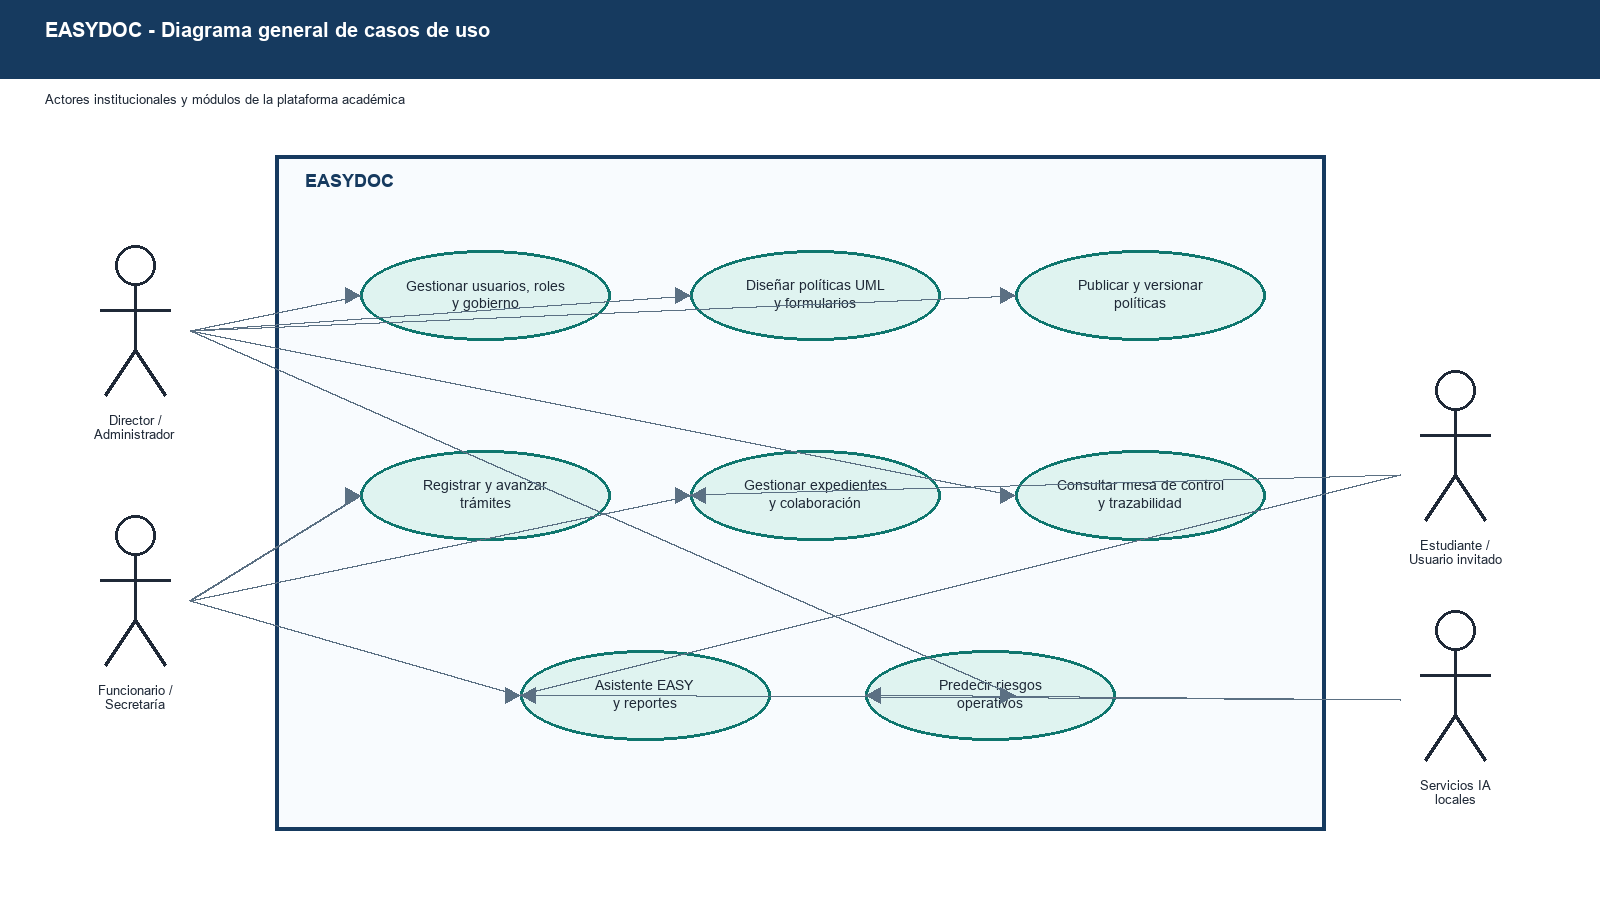 EASYDOC - Diagrama general de casos de uso
Actores institucionales y módulos de la plataforma académica
EASYDOC
Gestionar usuarios, roles
y gobierno
Diseñar políticas UML
y formularios
Publicar y versionar
políticas
Director /
Administrador
Registrar y avanzar
trámites
Gestionar expedientes
y colaboración
Consultar mesa de control
y trazabilidad
Estudiante /
Usuario invitado
Funcionario /
Secretaría
Asistente EASY
y reportes
Predecir riesgos
operativos
Servicios IA
locales